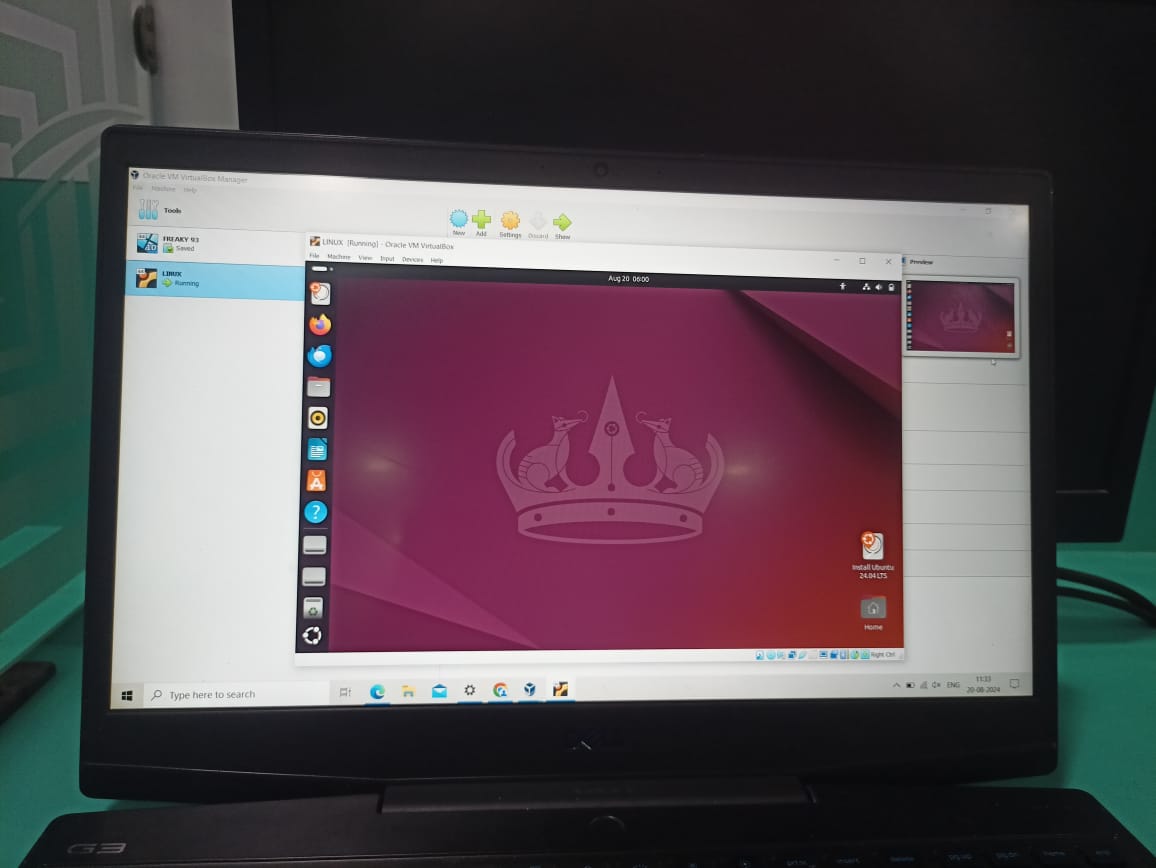 Oracle VM VirtualBox Manager
File Machine Help
Tools
New Add Settings Discard Show
FREAKY 93
Saved
LINUX
Running
LINUX [Running] - Oracle VM VirtualBox
File Machine View Input Devices Help
Preview
Aug 20 06:00
Install Ubuntu
24.04 LTS
Home
Right Ctrl
Type here to search
ENG
11:33
20-08-2024
DELL
G3